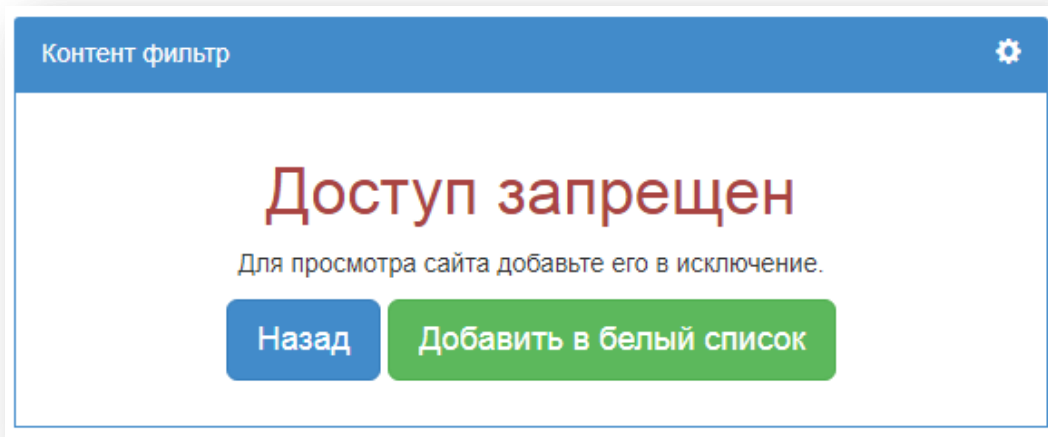 Контент фильтр
Доступ запрещен
Для просмотра сайта добавьте его в исключение.
Назад
Добавить в белый список